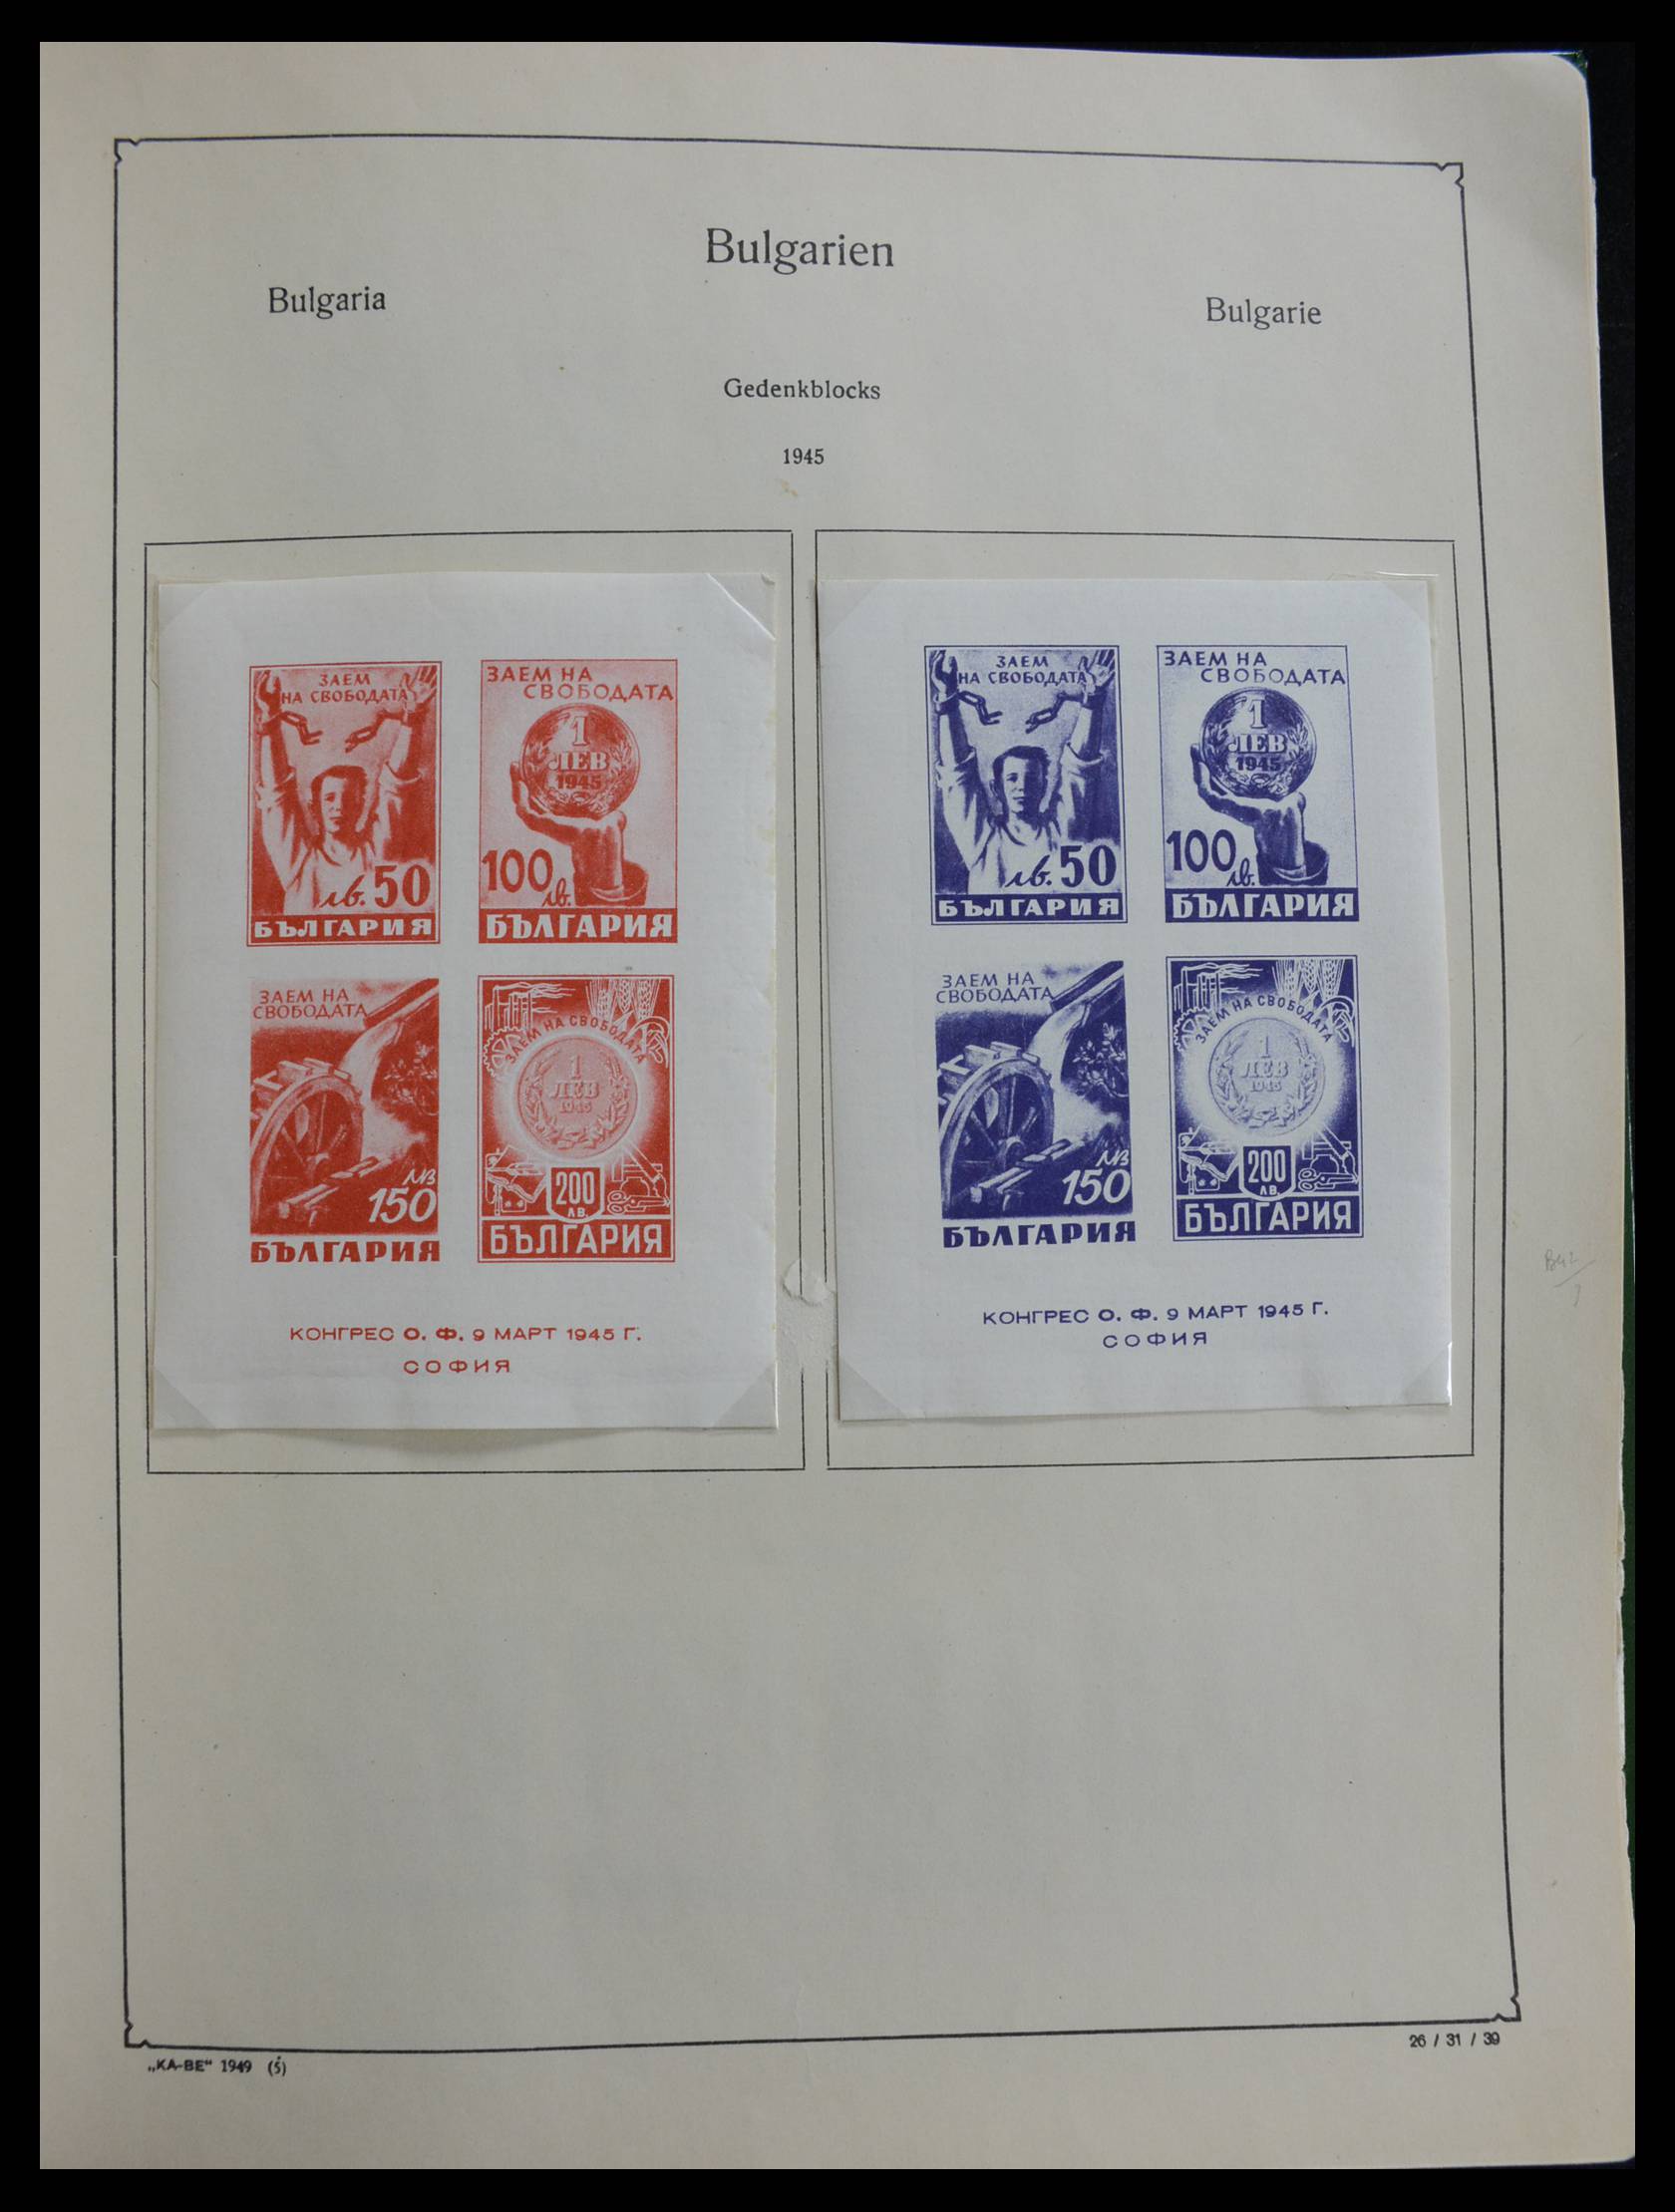 Bulgarien
Bulgaria
Bulgarie
Gedenkblocks
1945
ЗАЕМ
НА СВОБОДАТА
лв. 50
БЪЛГАРИЯ
ЗАЕМ НА
СВОБОДАТА
1
ЛЕВ
1945
100 лв.
БЪЛГАРИЯ
ЗАЕМ НА
СВОБОДАТА
ЛВ
150
БЪЛГАРИЯ
ЗАЕМ НА СВОБОДАТА
1
ЛЕВ
1945
200
ЛВ.
БЪЛГАРИЯ
КОНГРЕС О. Ф. 9 МАРТ 1945 Г.
СОФИЯ
ЗАЕМ
НА СВОБОДАТА
лв. 50
БЪЛГАРИЯ
ЗАЕМ НА
СВОБОДАТА
1
ЛЕВ
1945
100 лв.
БЪЛГАРИЯ
ЗАЕМ НА
СВОБОДАТА
ЛВ
150
БЪЛГАРИЯ
ЗАЕМ НА СВОБОДАТА
1
ЛЕВ
1945
200
ЛВ.
БЪЛГАРИЯ
КОНГРЕС О. Ф. 9 МАРТ 1945 Г.
СОФИЯ
„KA-BE" 1949 (Ś)
26 / 31 / 39